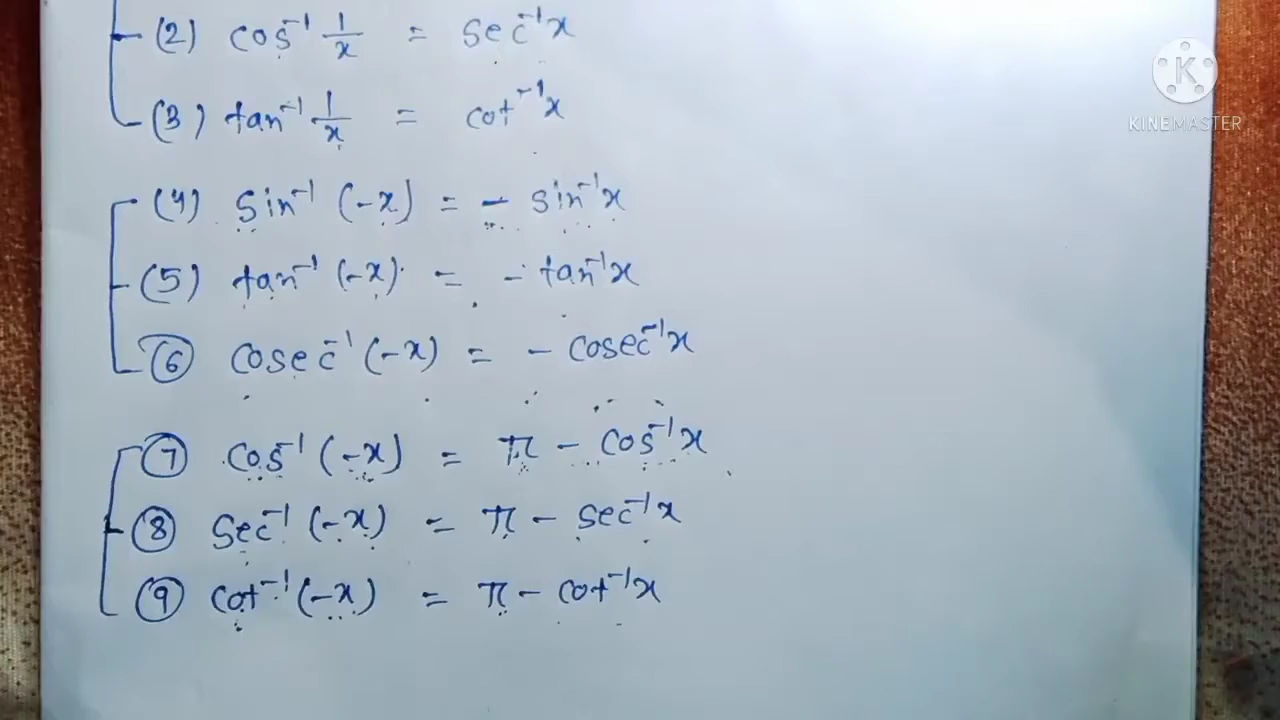 (2) cos⁻¹ 1/x = sec⁻¹x
(3) tan⁻¹ 1/x = cot⁻¹x
(4) sin⁻¹ (-x) = - sin⁻¹x
(5) tan⁻¹ (-x) = - tan⁻¹x
⑥ cosec⁻¹ (-x) = - cosec⁻¹x
⑦ cos⁻¹ (-x) = π - cos⁻¹x
⑧ sec⁻¹ (-x) = π - sec⁻¹x
⑨ cot⁻¹ (-x) = π - cot⁻¹x
K
KINEMASTER